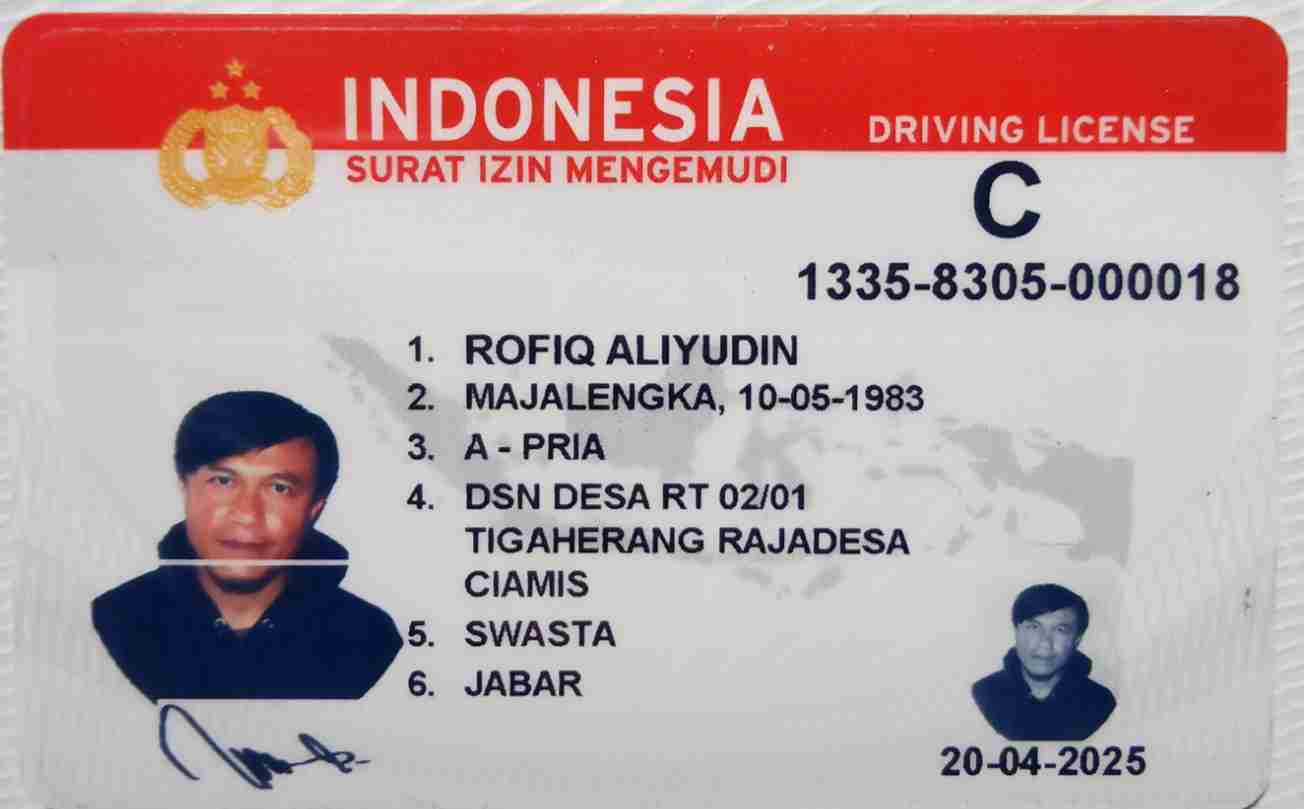 INDONESIA
SURAT IZIN MENGEMUDI
DRIVING LICENSE
C
1335-8305-000018
1. ROFIQ ALIYUDIN
2. MAJALENGKA, 10-05-1983
3. A - PRIA
4. DSN DESA RT 02/01
TIGAHERANG RAJADESA
CIAMIS
5. SWASTA
6. JABAR
20-04-2025